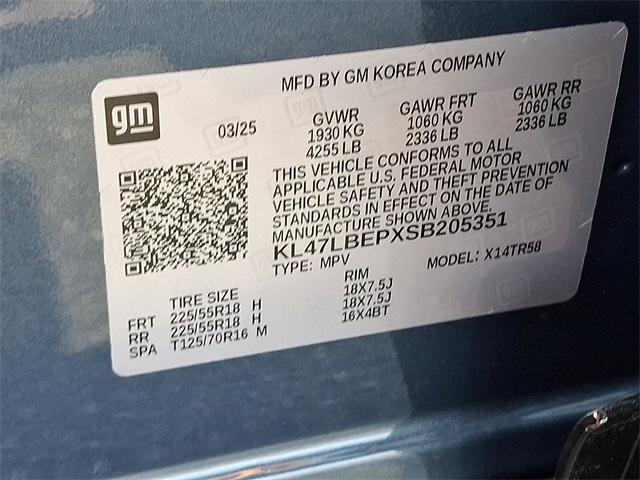 MFD BY GM KOREA COMPANY
gm
03/25
GVWR GAWR FRT GAWR RR
1930 KG 1060 KG 1060 KG
4255 LB 2336 LB 2336 LB
THIS VEHICLE CONFORMS TO ALL
APPLICABLE U.S. FEDERAL MOTOR
VEHICLE SAFETY AND THEFT PREVENTION
STANDARDS IN EFFECT ON THE DATE OF
MANUFACTURE SHOWN ABOVE.
KL47LBEPXSB205351
TYPE: MPV MODEL: X14TR58
TIRE SIZE RIM
FRT 225/55R18 H 18X7.5J
RR 225/55R18 H 18X7.5J
SPA T125/70R16 M 16X4BT